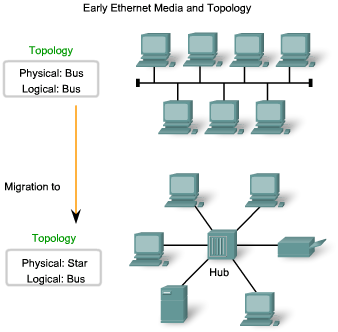 Early Ethernet Media and Topology
Topology
Physical: Bus
Logical: Bus
Migration to
Topology
Physical: Star
Logical: Bus
Hub